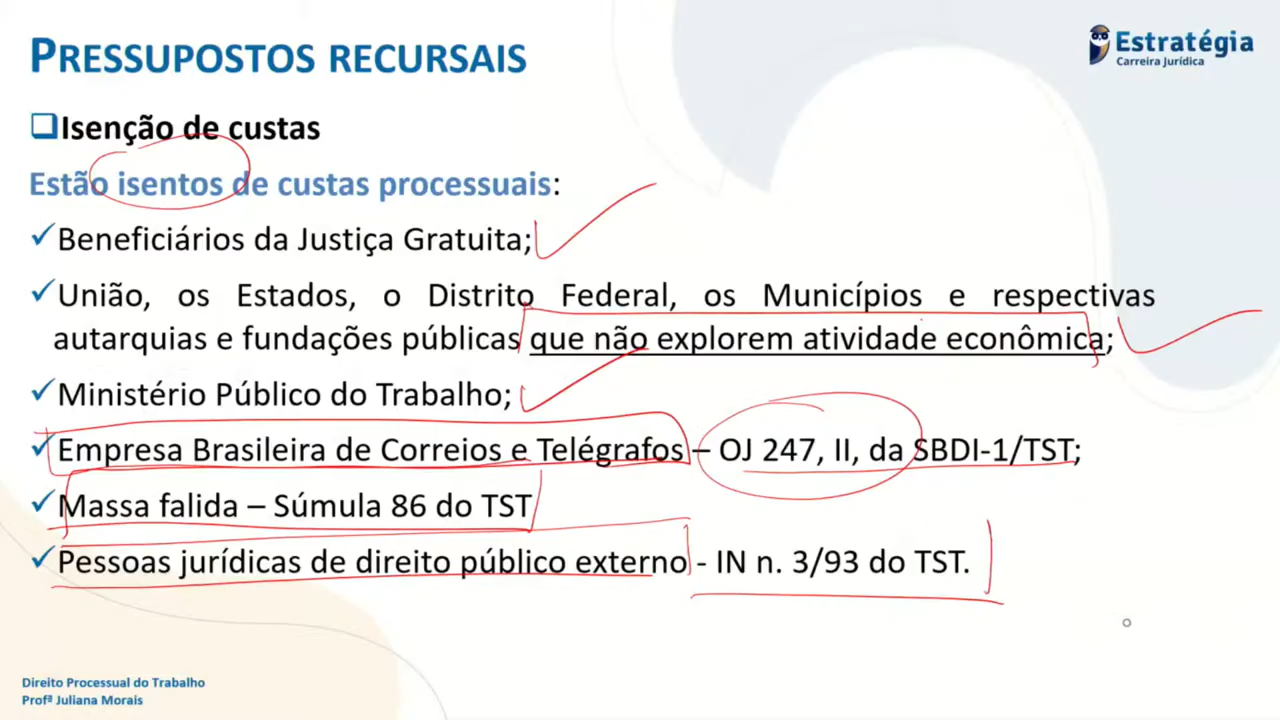 PRESSUPOSTOS RECURSAIS
Estratégia
Carreira Jurídica
Isenção de custas
Estão isentos de custas processuais:
Beneficiários da Justiça Gratuita;
União, os Estados, o Distrito Federal, os Municípios e respectivas
autarquias e fundações públicas que não explorem atividade econômica;
Ministério Público do Trabalho;
Empresa Brasileira de Correios e Telégrafos – OJ 247, II, da SBDI-1/TST;
Massa falida – Súmula 86 do TST
Pessoas jurídicas de direito público externo - IN n. 3/93 do TST.
Direito Processual do Trabalho
Profª Juliana Morais